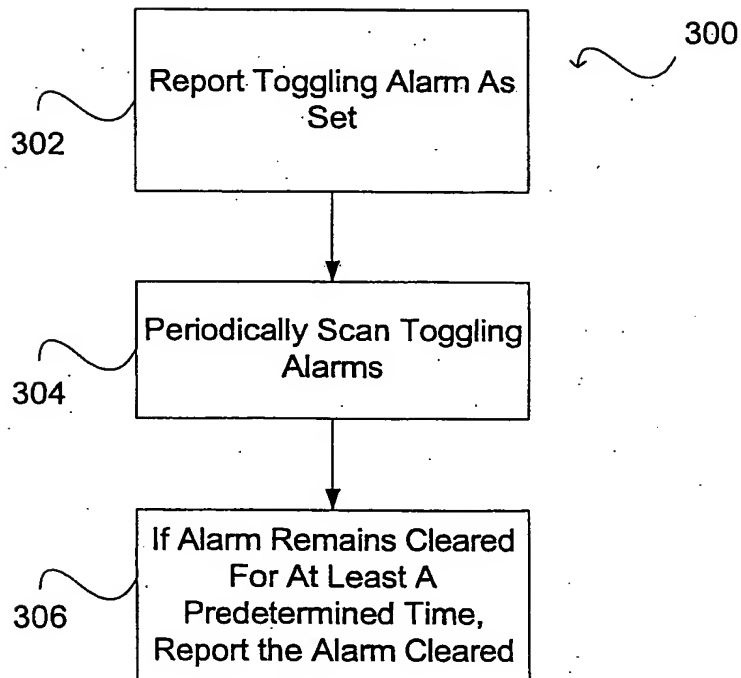 300
Report Toggling Alarm As
Set
302
Periodically Scan Toggling
Alarms
304
If Alarm Remains Cleared
For At Least A
Predetermined Time,
Report the Alarm Cleared
306